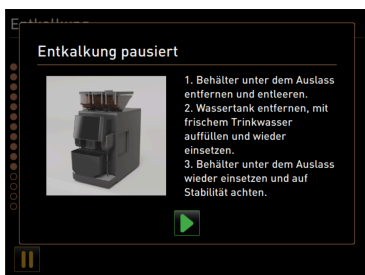 Entkalkung
Entkalkung pausiert
1. Behälter unter dem Auslass
entfernen und entleeren.
2. Wassertank entfernen, mit
frischem Trinkwasser
auffüllen und wieder
einsetzen.
3. Behälter unter dem Auslass
wieder einsetzen und auf
Stabilität achten.